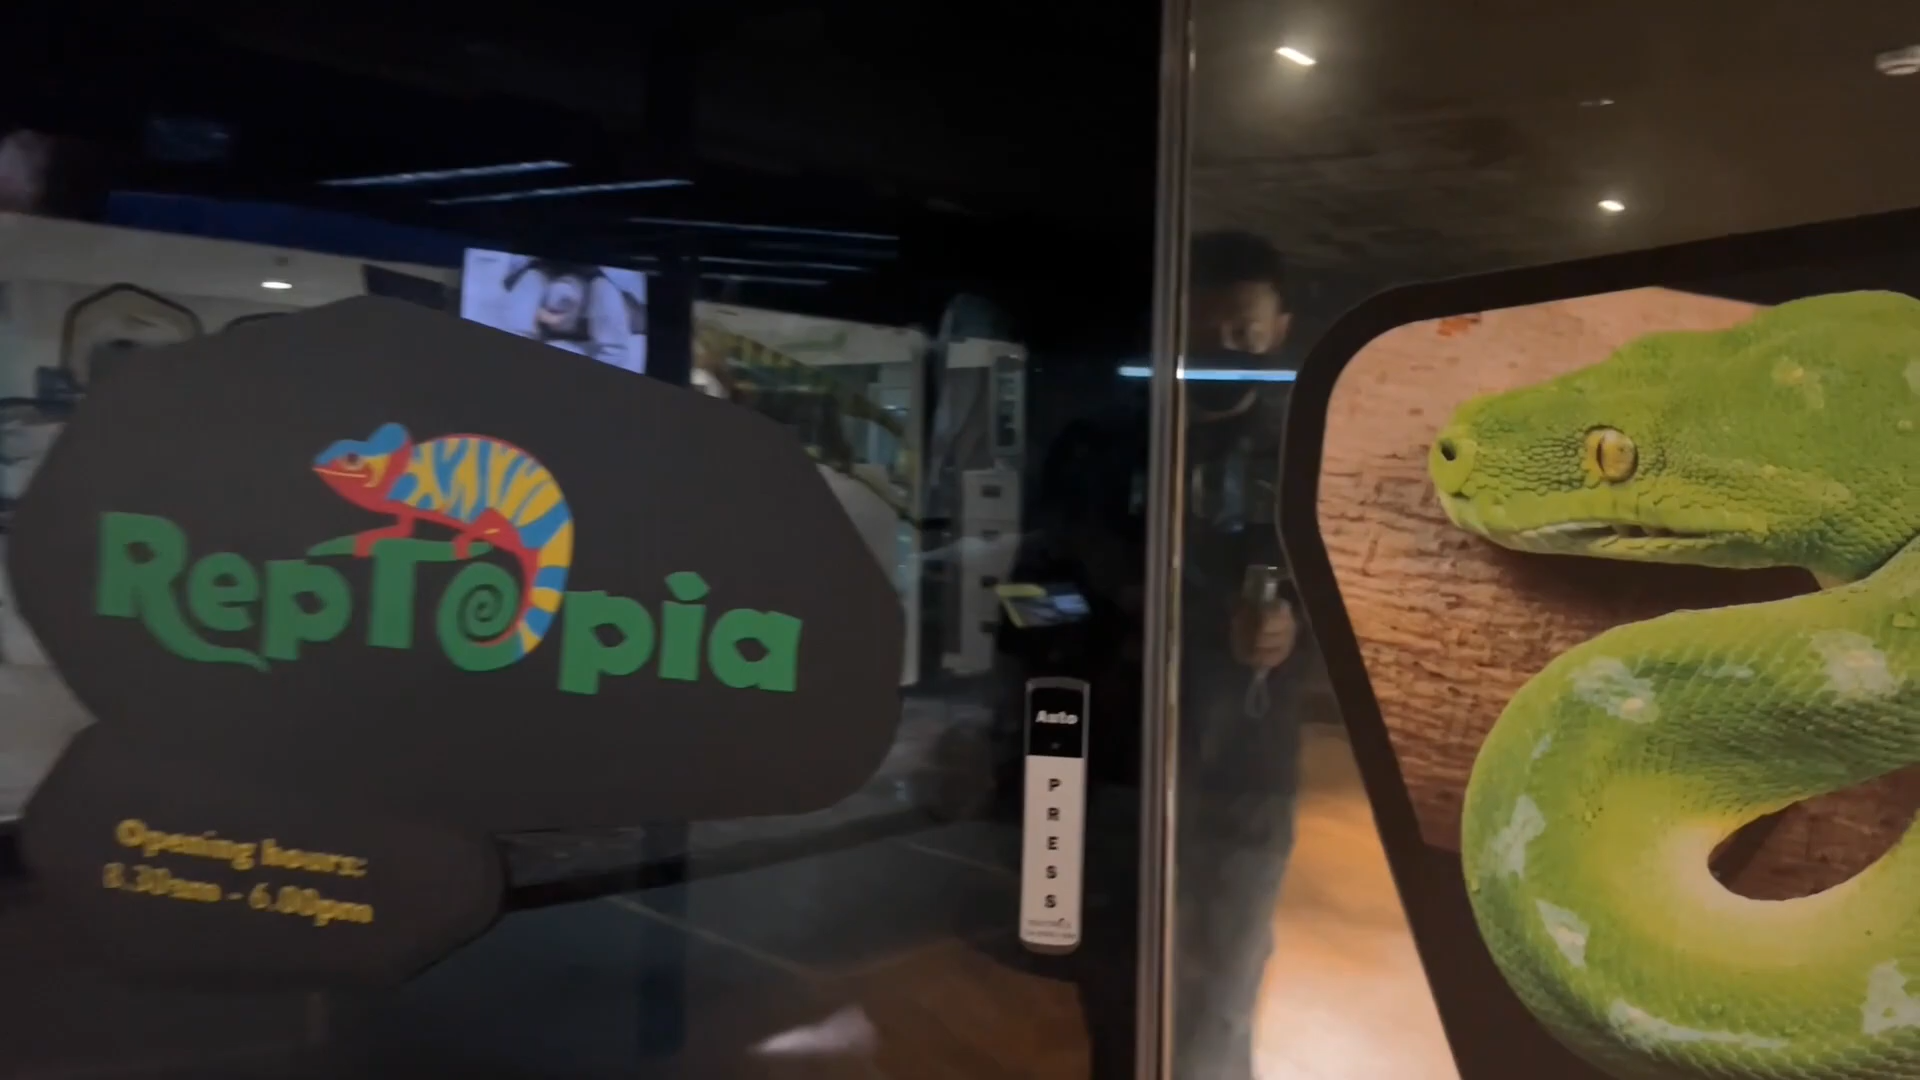 RepTopia
Opening hours:
8.30am - 6.00pm
Auto
PRESS